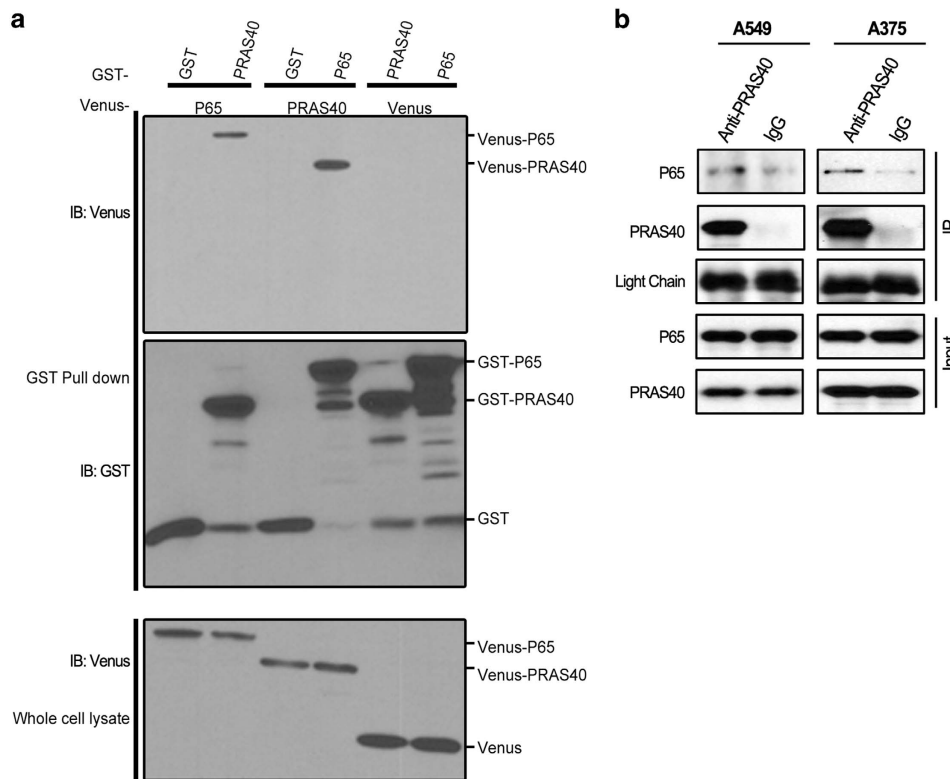 a
GST-
GST
PRAS40
GST
P65
PRAS40
P65
Venus-
P65
PRAS40
Venus
IB: Venus
Venus-P65
Venus-PRAS40
GST Pull down
IB: GST
GST-P65
GST-PRAS40
GST
IB: Venus
Whole cell lysate
Venus-P65
Venus-PRAS40
Venus
b
A549
A375
Anti-PRAS40
IgG
Anti-PRAS40
IgG
P65
PRAS40
Light Chain
IP
P65
PRAS40
Input